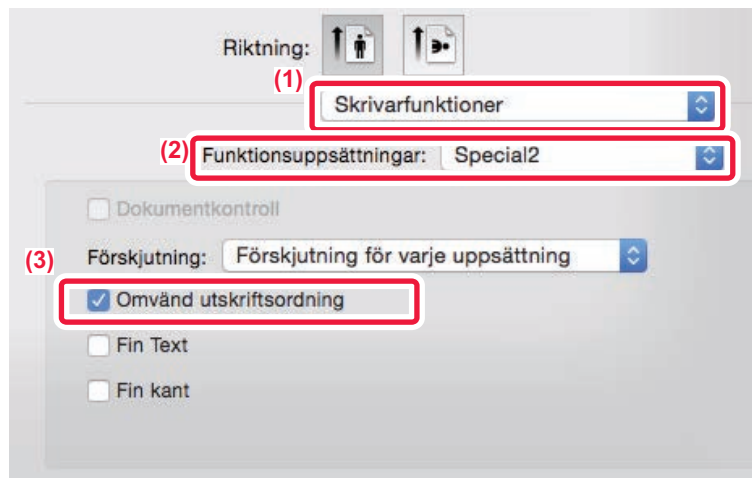 Riktning:
(1)
Skrivarfunktioner
(2) Funktionsuppsättningar: Special2
Dokumentkontroll
(3) Förskjutning: Förskjutning för varje uppsättning
Omvänd utskriftsordning
Fin Text
Fin kant